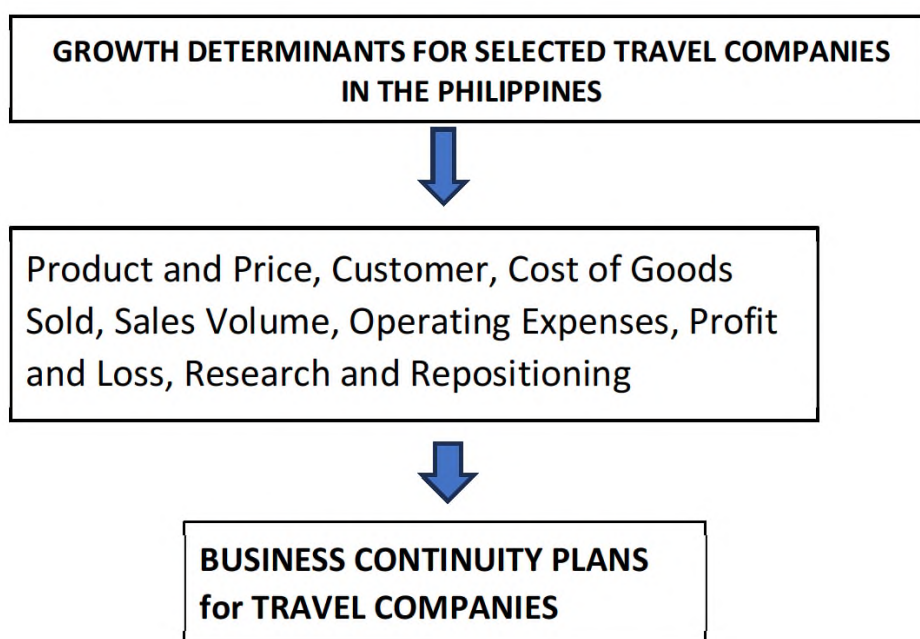 GROWTH DETERMINANTS FOR SELECTED TRAVEL COMPANIES
IN THE PHILIPPINES
Product and Price, Customer, Cost of Goods
Sold, Sales Volume, Operating Expenses, Profit
and Loss, Research and Repositioning
BUSINESS CONTINUITY PLANS
for TRAVEL COMPANIES